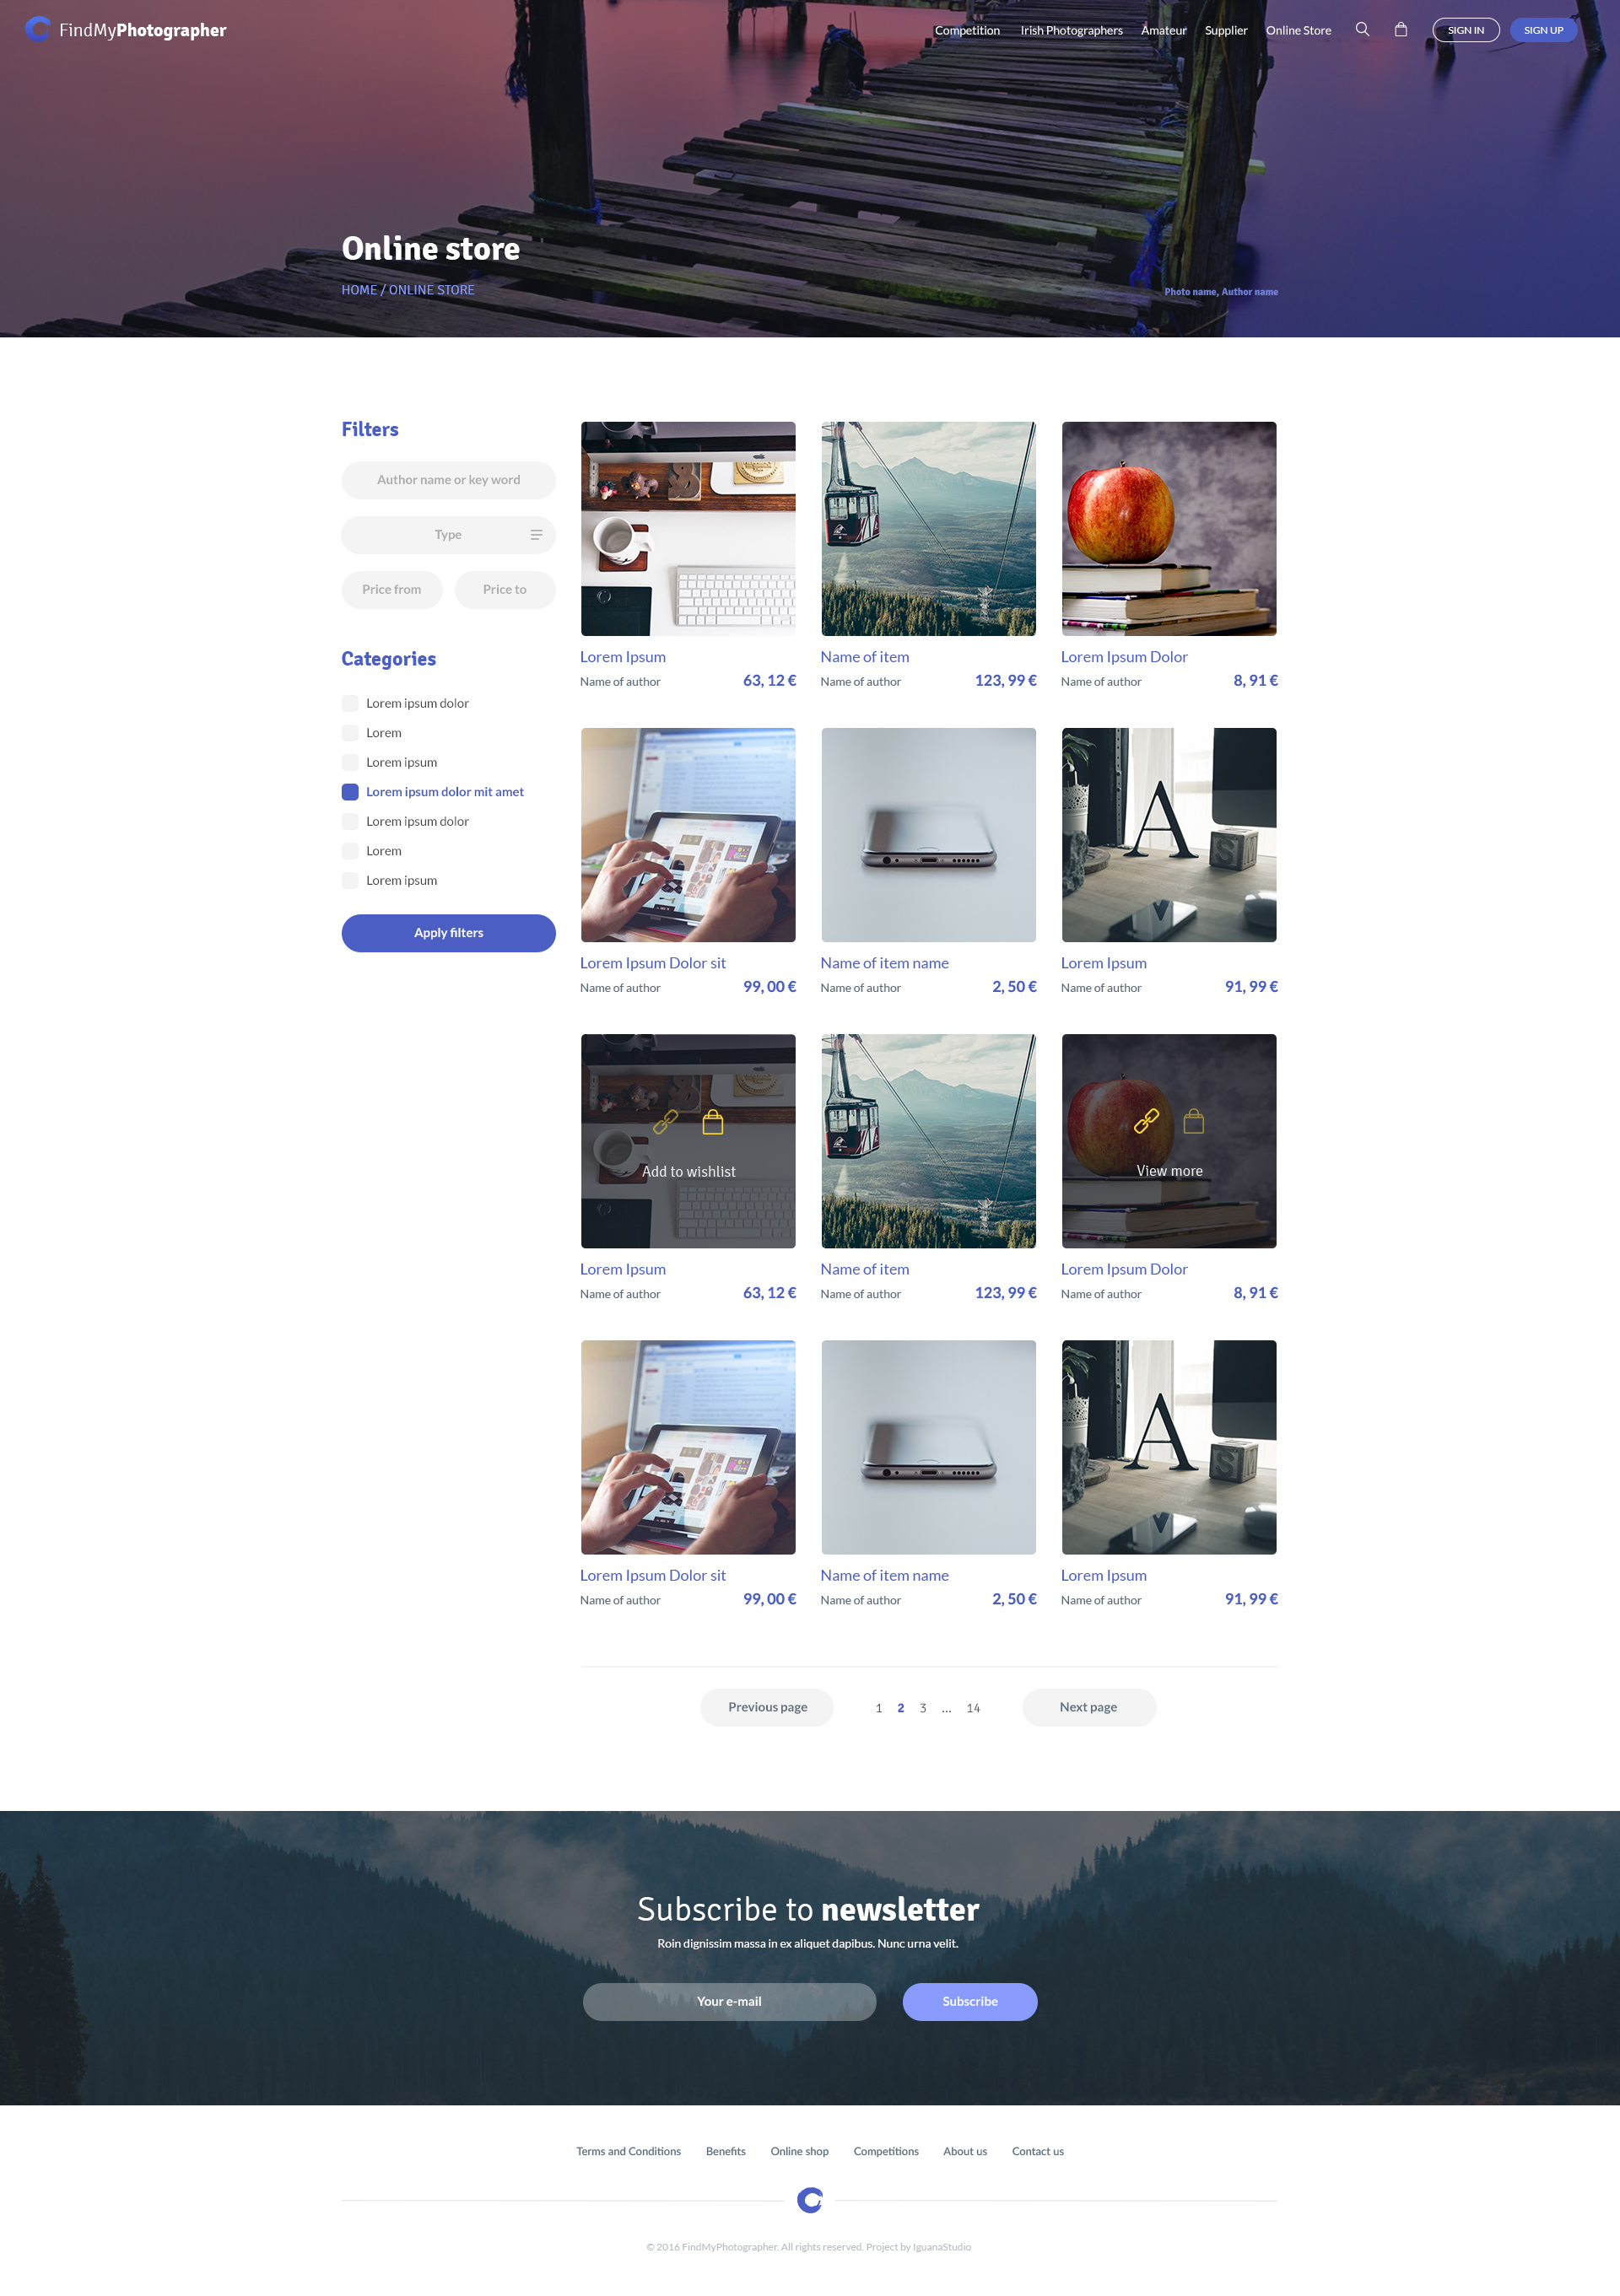 FindMyPhotographer
Competition Irish Photographers Amateur Supplier Online Store SIGN IN SIGN UP
Online store
HOME / ONLINE STORE
Photo name, Author name
Filters
Author name or key word
Type
Price from Price to
Categories
Lorem ipsum dolor
Lorem
Lorem ipsum
Lorem ipsum dolor mit amet
Lorem ipsum dolor
Lorem
Lorem ipsum
Apply filters
Lorem Ipsum
Name of author 63, 12 €
Name of item
Name of author 123, 99 €
Lorem Ipsum Dolor
Name of author 8, 91 €
Lorem Ipsum Dolor sit
Name of author 99, 00 €
Name of item name
Name of author 2, 50 €
A
S
Lorem Ipsum
Name of author 91, 99 €
Add to wishlist
Lorem Ipsum
Name of author 63, 12 €
Name of item
Name of author 123, 99 €
View more
Lorem Ipsum Dolor
Name of author 8, 91 €
Lorem Ipsum Dolor sit
Name of author 99, 00 €
Name of item name
Name of author 2, 50 €
A
S
Lorem Ipsum
Name of author 91, 99 €
Previous page 1 2 3 ... 14 Next page
Subscribe to newsletter
Roin dignissim massa in ex aliquet dapibus. Nunc urna velit.
Your e-mail Subscribe
Terms and Conditions Benefits Online shop Competitions About us Contact us
© 2016 FindMyPhotographer. All rights reserved. Project by IguanaStudio